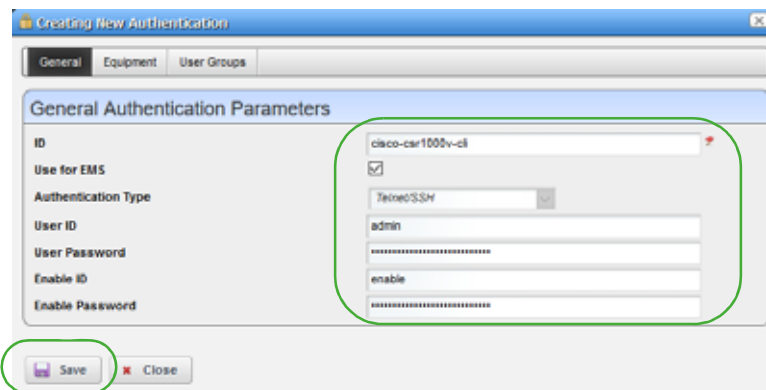 Creating New Authentication
General Equipment User Groups
General Authentication Parameters
ID cisco-csr1000v-cli
Use for EMS
Authentication Type Telnet/SSH
User ID admin
User Password ****************************
Enable ID enable
Enable Password ****************************
Save Close